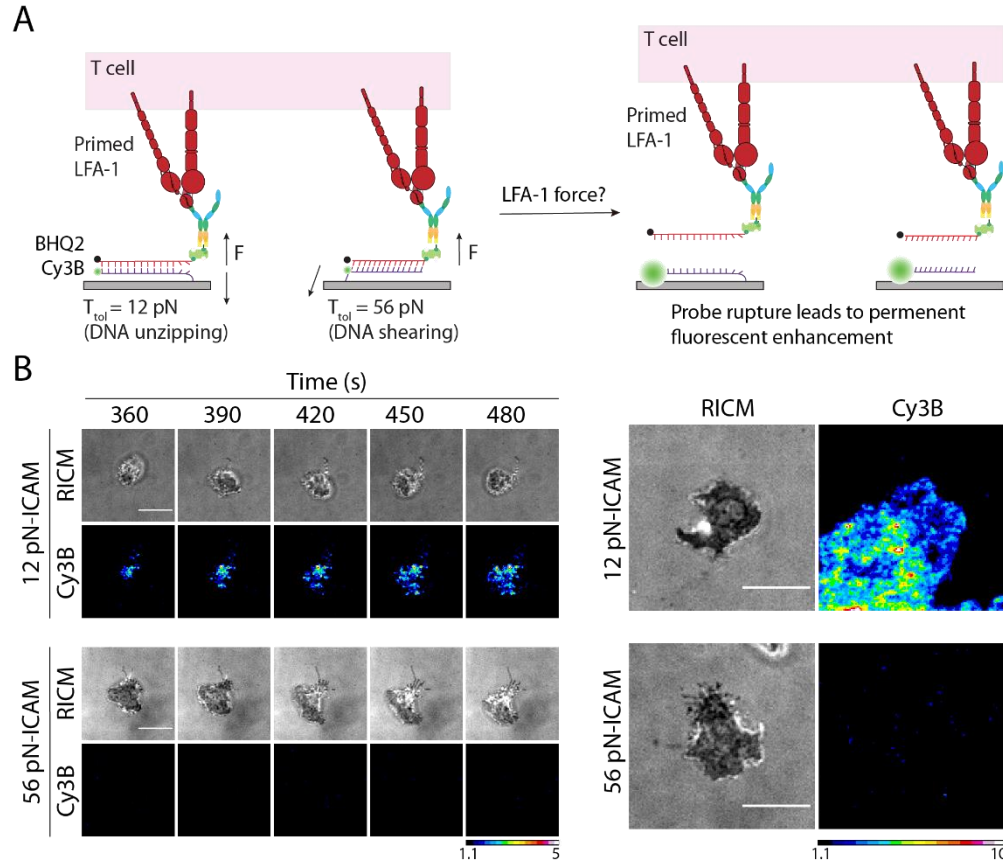 A
T cell
Primed
LFA-1
BHQ2
Cy3B
F
T_tol = 12 pN
(DNA unzipping)
F
T_tol = 56 pN
(DNA shearing)
LFA-1 force?
T cell
Primed
LFA-1
Probe rupture leads to permenent
fluorescent enhancement
B
Time (s)
360 390 420 450 480
12 pN-ICAM
RICM
Cy3B
56 pN-ICAM
RICM
Cy3B
1.1 5
RICM Cy3B
12 pN-ICAM
56 pN-ICAM
1.1 10